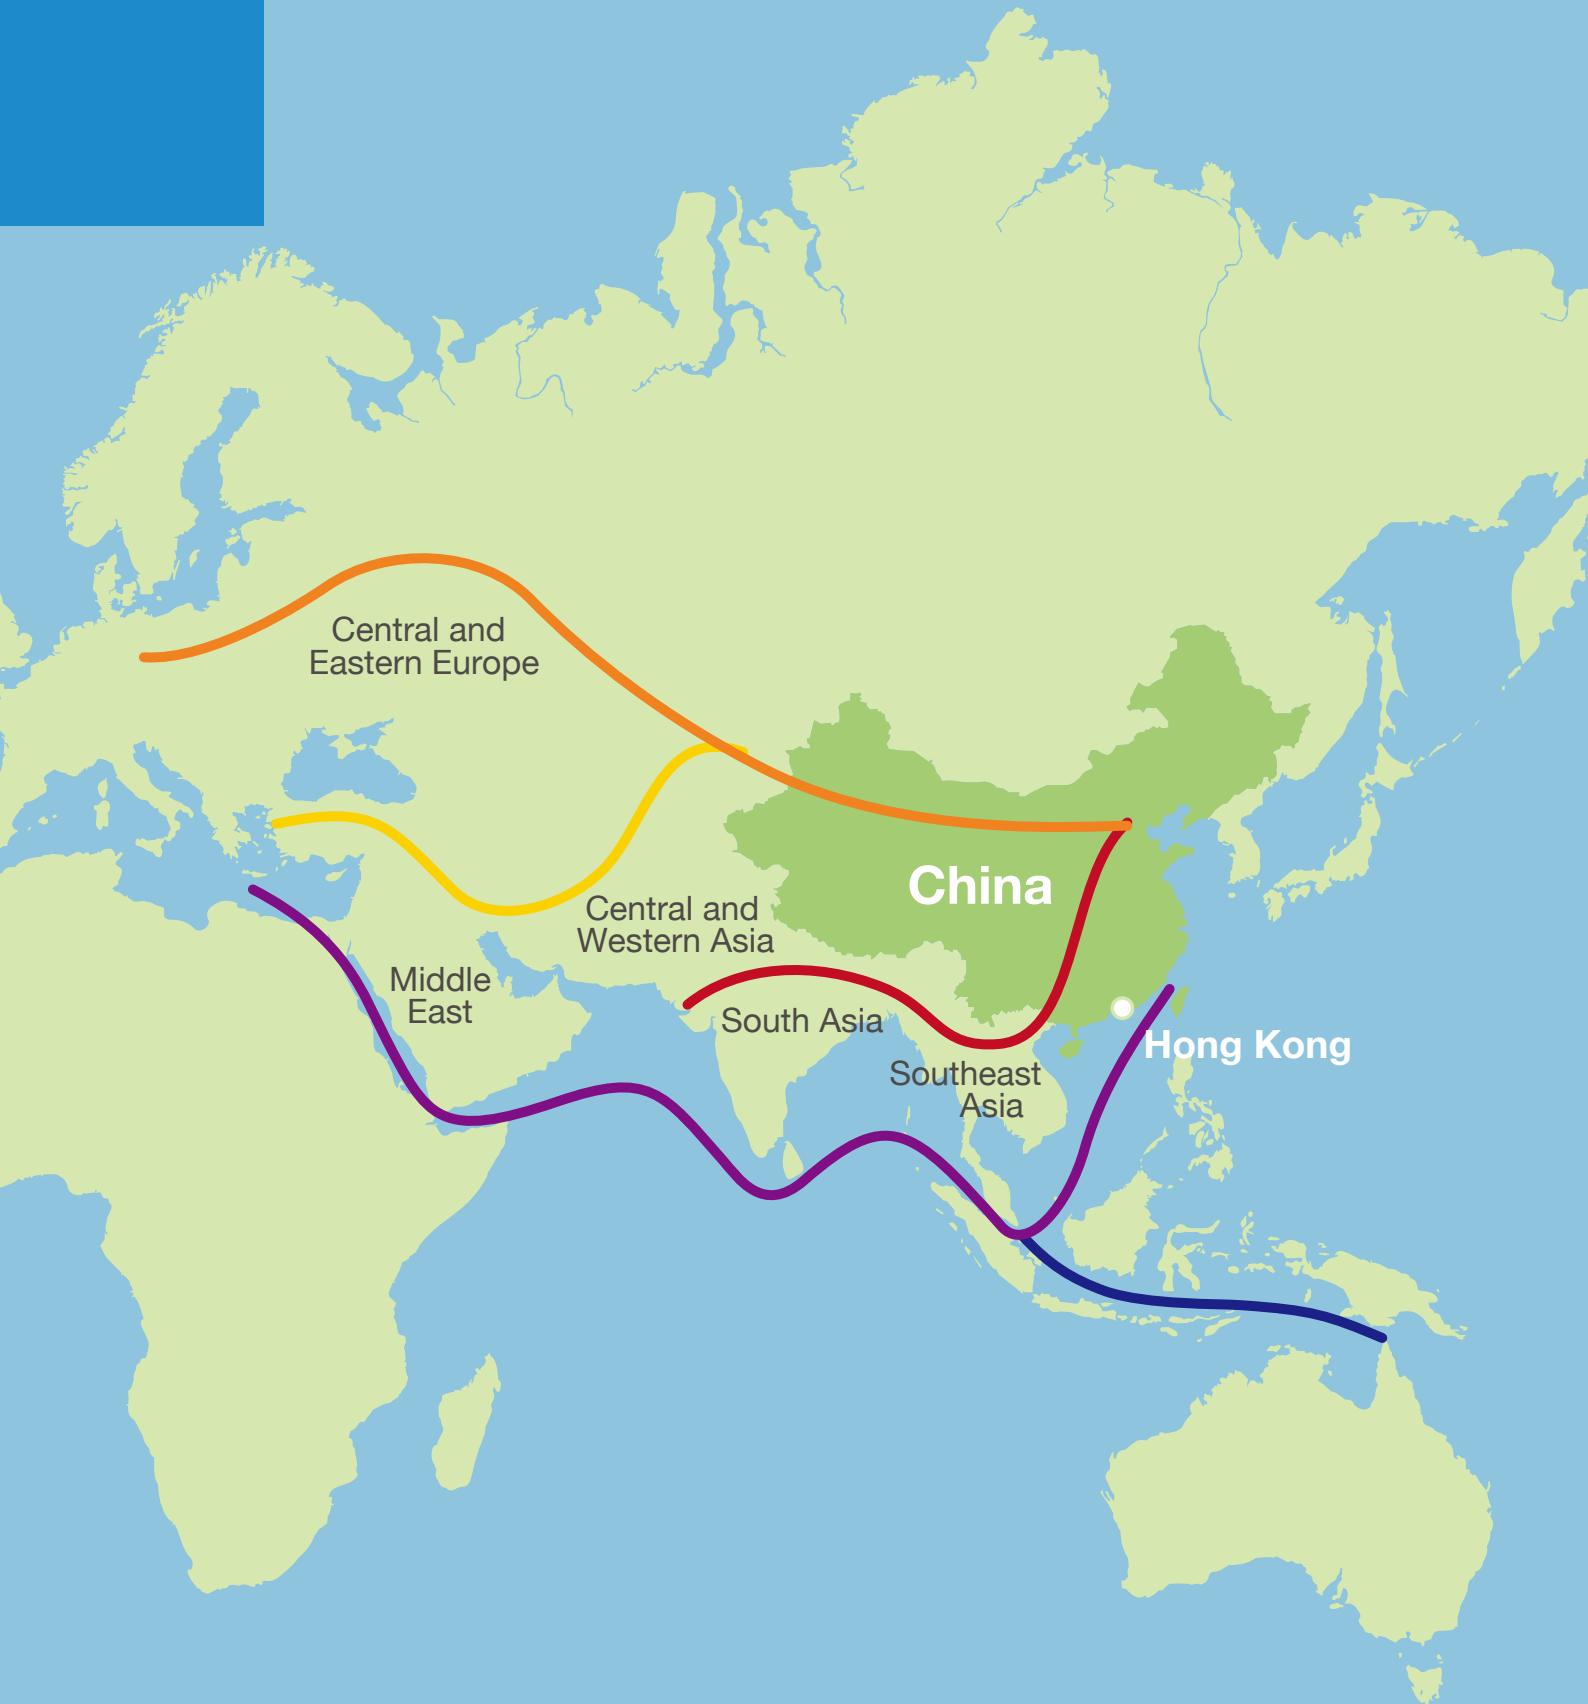 Central and
Eastern Europe
China
Central and
Western Asia
Middle
East
South Asia
Hong Kong
Southeast
Asia